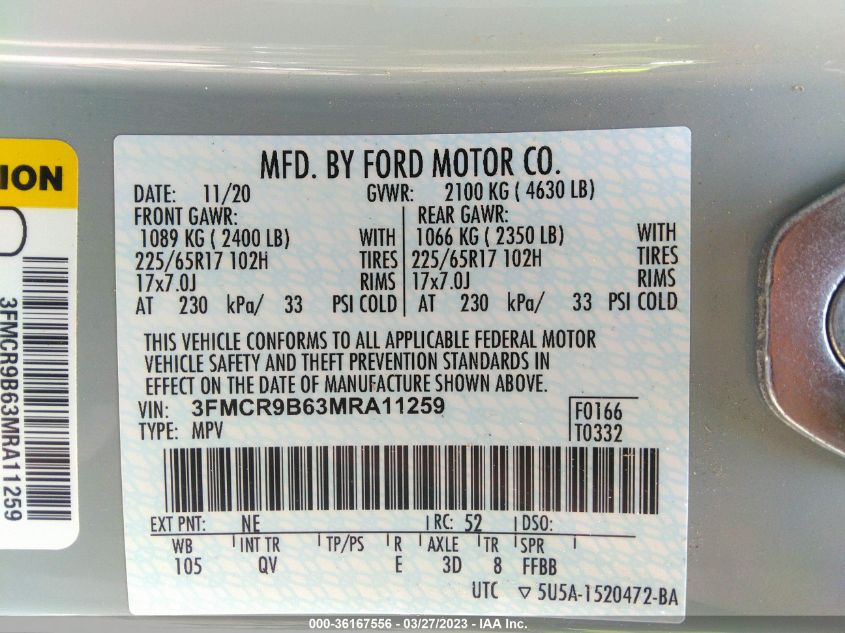 ION
3FMCR9B63MRA11259
MFD. BY FORD MOTOR CO.
DATE: 11/20 GVWR: 2100 KG ( 4630 LB)
FRONT GAWR: REAR GAWR:
1089 KG ( 2400 LB) WITH 1066 KG ( 2350 LB) WITH
225/65R17 102H TIRES 225/65R17 102H TIRES
17x7.0J RIMS 17x7.0J RIMS
AT 230 kPa/ 33 PSI COLD AT 230 kPa/ 33 PSI COLD
THIS VEHICLE CONFORMS TO ALL APPLICABLE FEDERAL MOTOR
VEHICLE SAFETY AND THEFT PREVENTION STANDARDS IN
EFFECT ON THE DATE OF MANUFACTURE SHOWN ABOVE.
VIN: 3FMCR9B63MRA11259 F0166
TYPE: MPV T0332
EXT PNT: NE RC: 52 DSO:
WB INT TR TP/PS R AXLE TR SPR
105 QV E 3D 8 FFBB
UTC ▽ 5U5A-1520472-BA
000-36167556 - 03/27/2023 - IAA Inc.